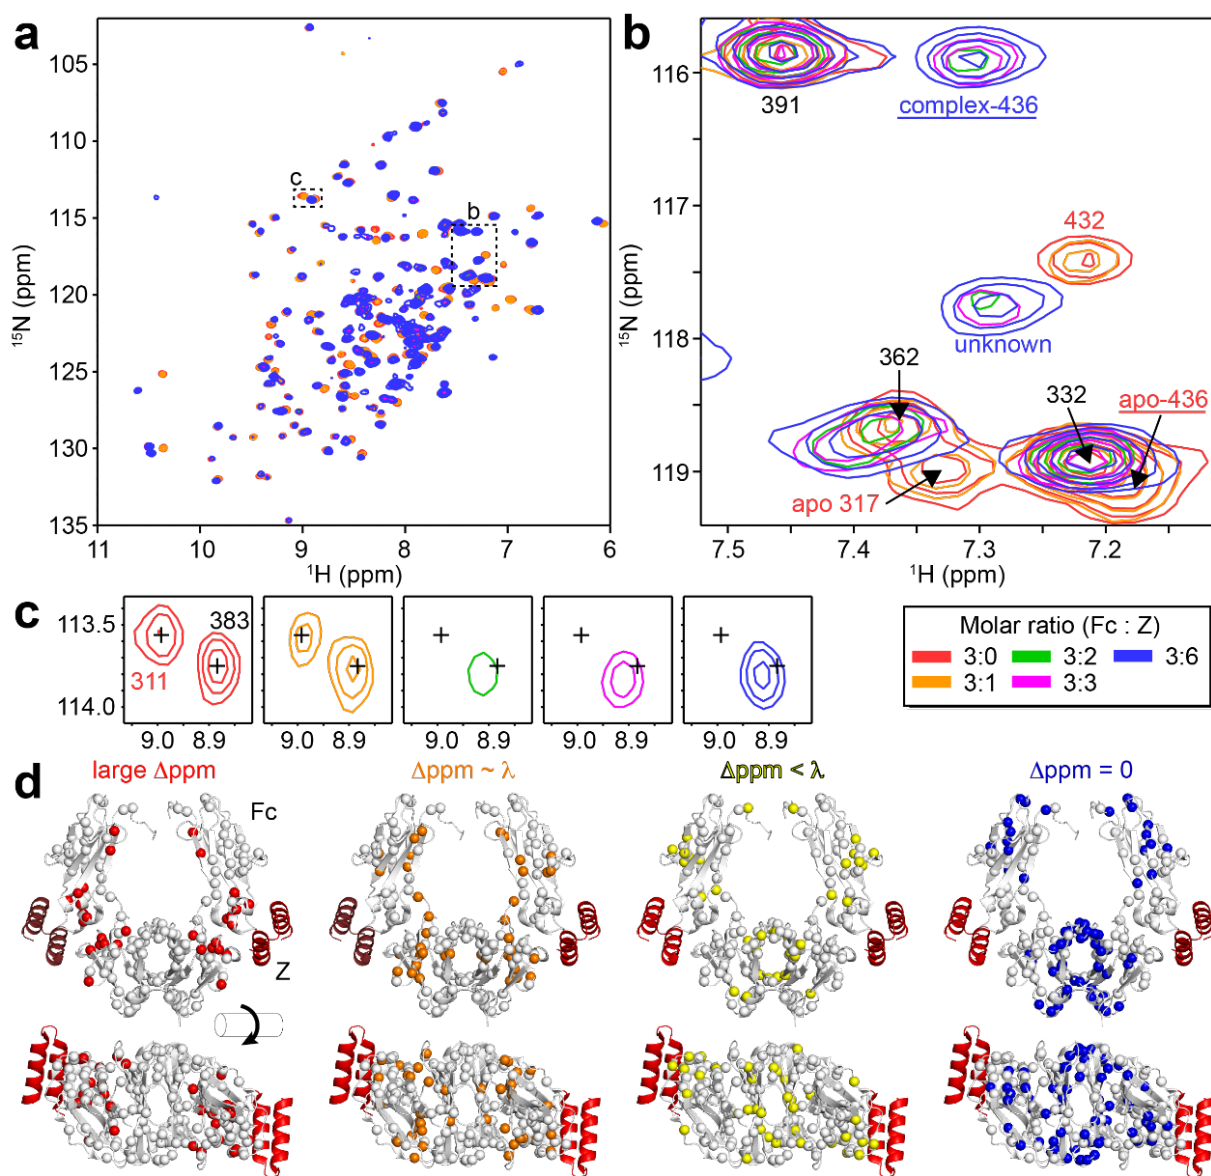 a
b
105
110
115
120
125
130
135
15N (ppm)
11
10
9
8
7
6
1H (ppm)
c
b
116
117
118
119
15N (ppm)
7.5
7.4
7.3
7.2
1H (ppm)
391
complex-436
432
unknown
362
332
apo-436
apo 317
c
113.5
114.0
311
383
9.0 8.9
9.0 8.9
9.0 8.9
9.0 8.9
9.0 8.9
Molar ratio (Fc : Z)
3:0 3:2 3:6
3:1 3:3
d
large Δppm
Δppm ~ λ
Δppm < λ
Δppm = 0
Fc
Z